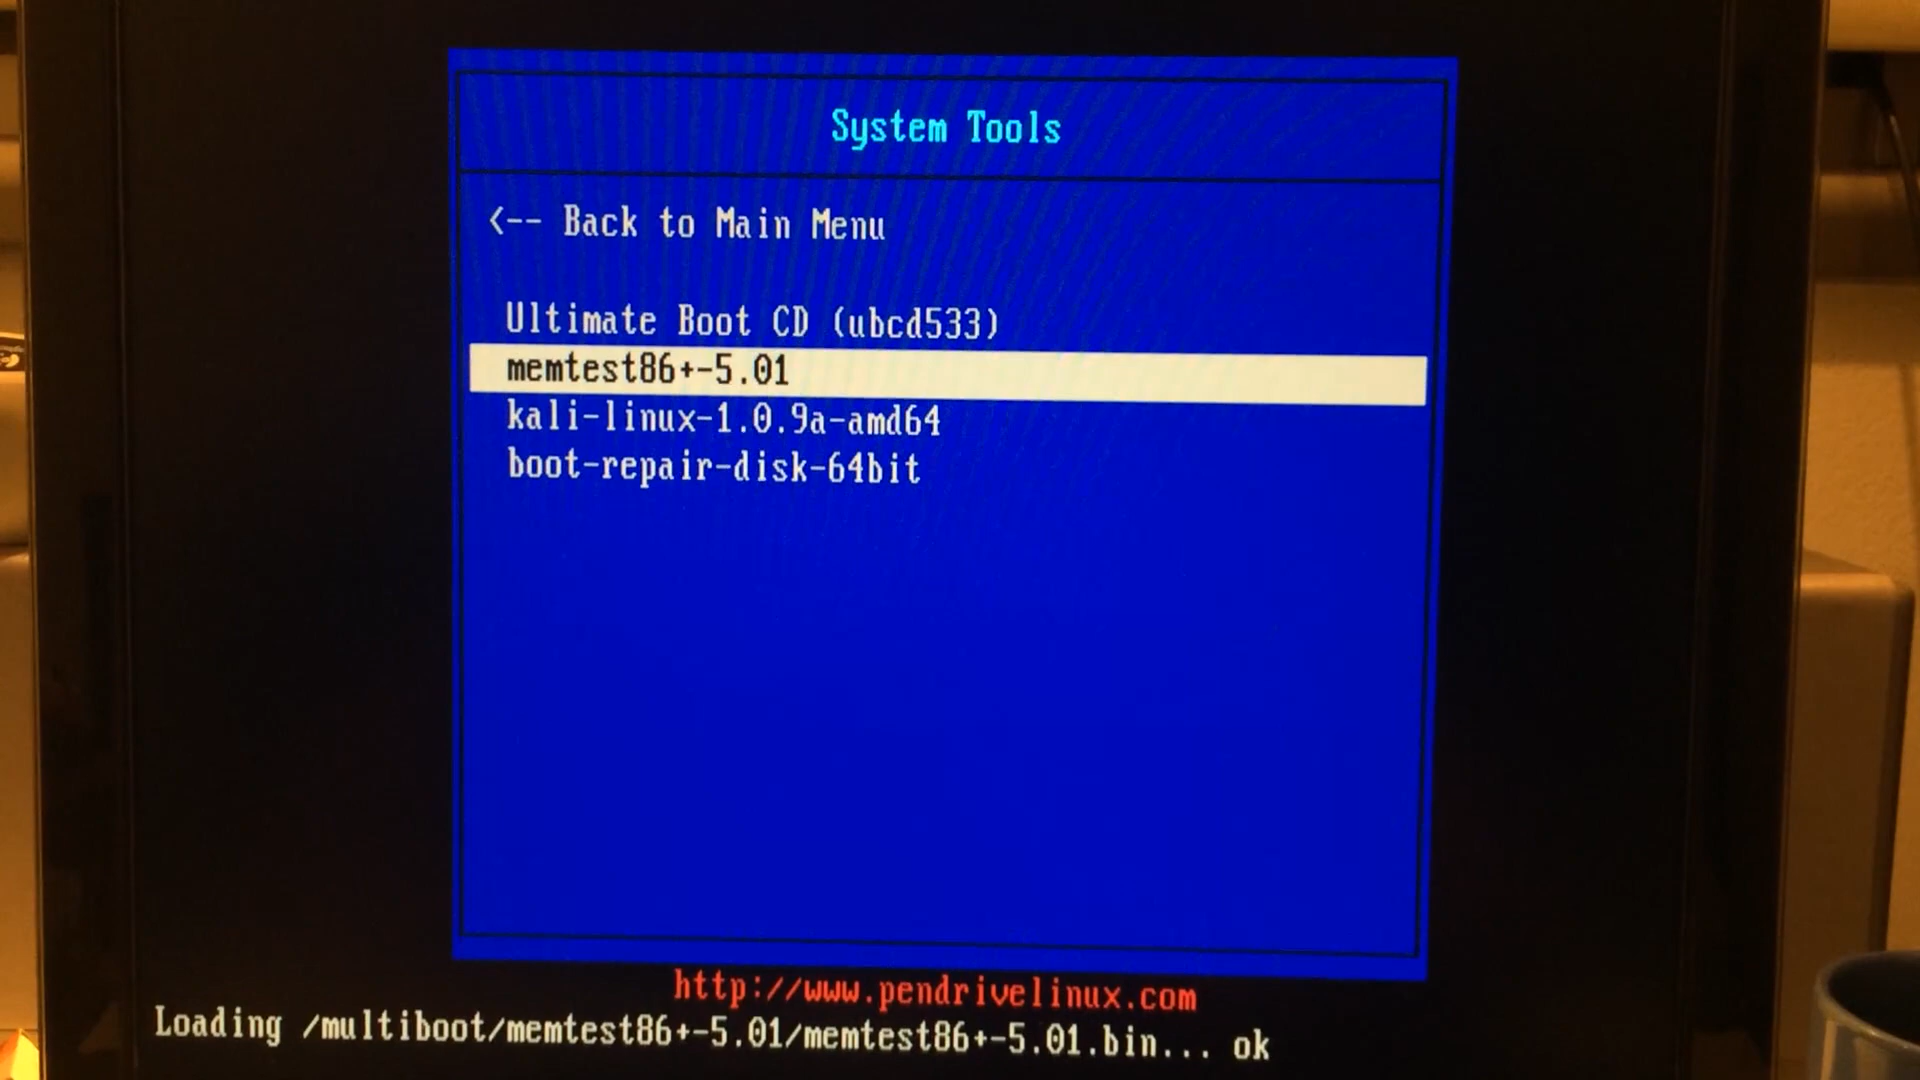 System Tools
<-- Back to Main Menu
Ultimate Boot CD (ubcd533)
memtest86+-5.01
kali-linux-1.0.9a-amd64
boot-repair-disk-64bit
http://www.pendrivelinux.com
Loading /multiboot/memtest86+-5.01/memtest86+-5.01.bin... ok